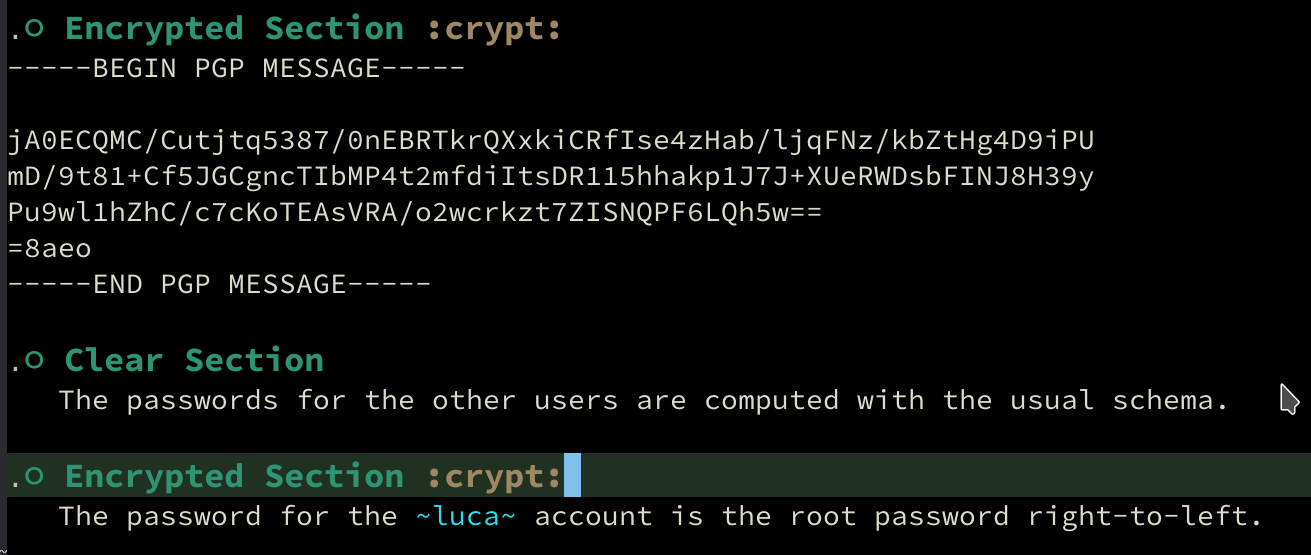 .○ Encrypted Section :crypt:
-----BEGIN PGP MESSAGE-----

jA0ECQMC/Cutjtq5387/0nEBRTkrQXxkiCRfIse4zHab/ljqFNz/kbZtHg4D9iPU
mD/9t81+Cf5JGCgncTIbMP4t2mfdiItsDR115hhakp1J7J+XUeRWDsbFINJ8H39y
Pu9wl1hZhC/c7cKoTEAsVRA/o2wcrkzt7ZISNQPF6LQh5w==
=8aeo
-----END PGP MESSAGE-----

.○ Clear Section
The passwords for the other users are computed with the usual schema.

.○ Encrypted Section :crypt:
The password for the ~luca~ account is the root password right-to-left.
~